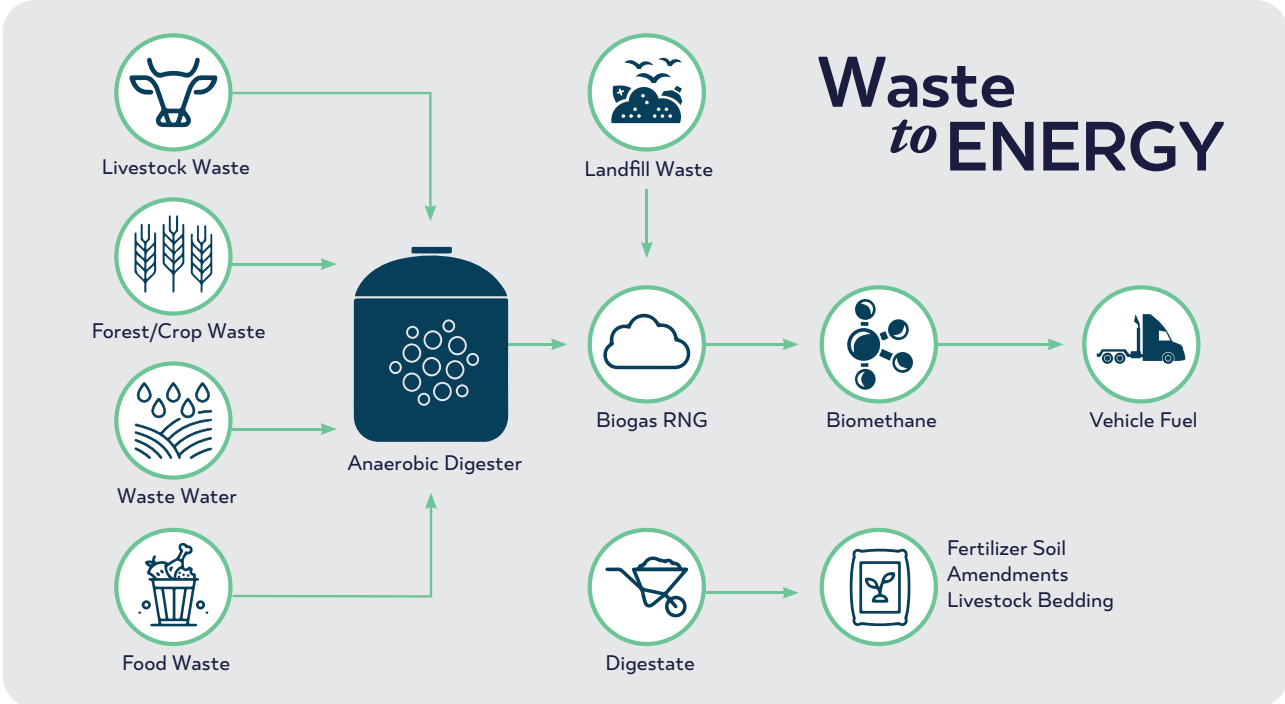 Waste
to ENERGY
Livestock Waste
Landfill Waste
Forest/Crop Waste
Waste Water
Anaerobic Digester
Biogas RNG
Biomethane
Vehicle Fuel
Food Waste
Digestate
Fertilizer Soil
Amendments
Livestock Bedding